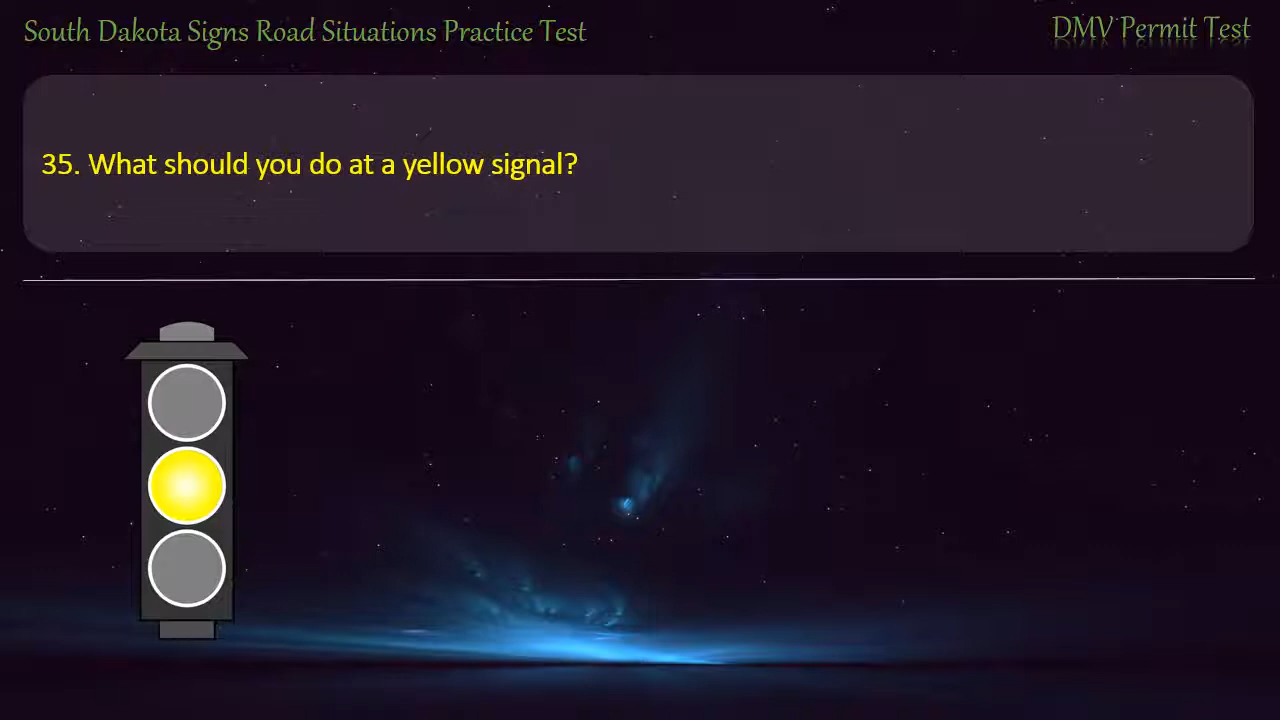 South Dakota Signs Road Situations Practice Test
DMV Permit Test
35. What should you do at a yellow signal?